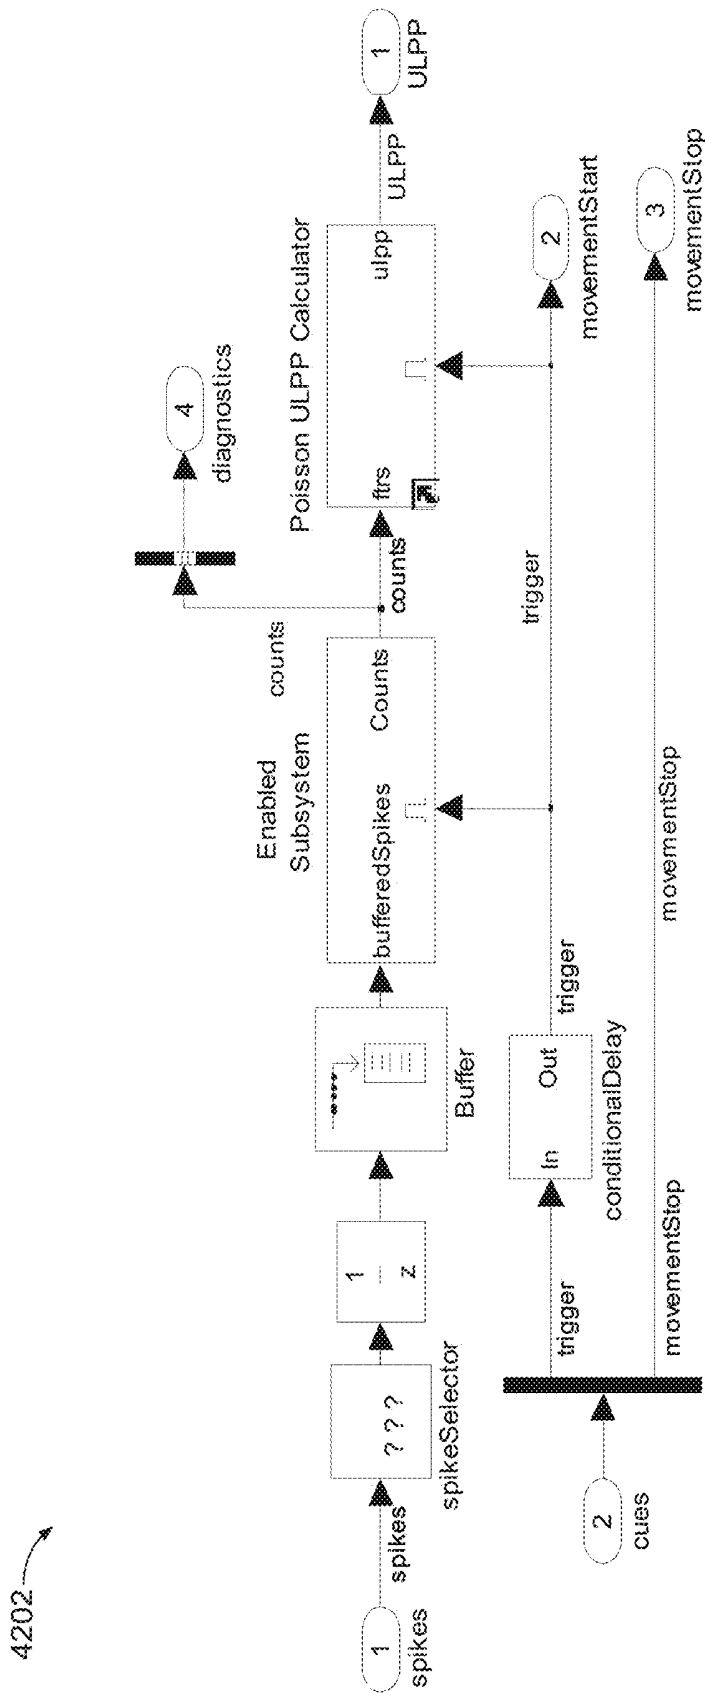 4202
1
spikes
spikes
? ? ?
spikeSelector
1
z
Buffer
Enabled
Subsystem
bufferedSpikes
Counts
counts
counts
4
diagnostics
Poisson ULPP Calculator
ftrs
ulpp
ULPP
1
ULPP
2
cues
trigger
In
Out
conditionalDelay
trigger
trigger
2
movementStart
movementStop
movementStop
3
movementStop